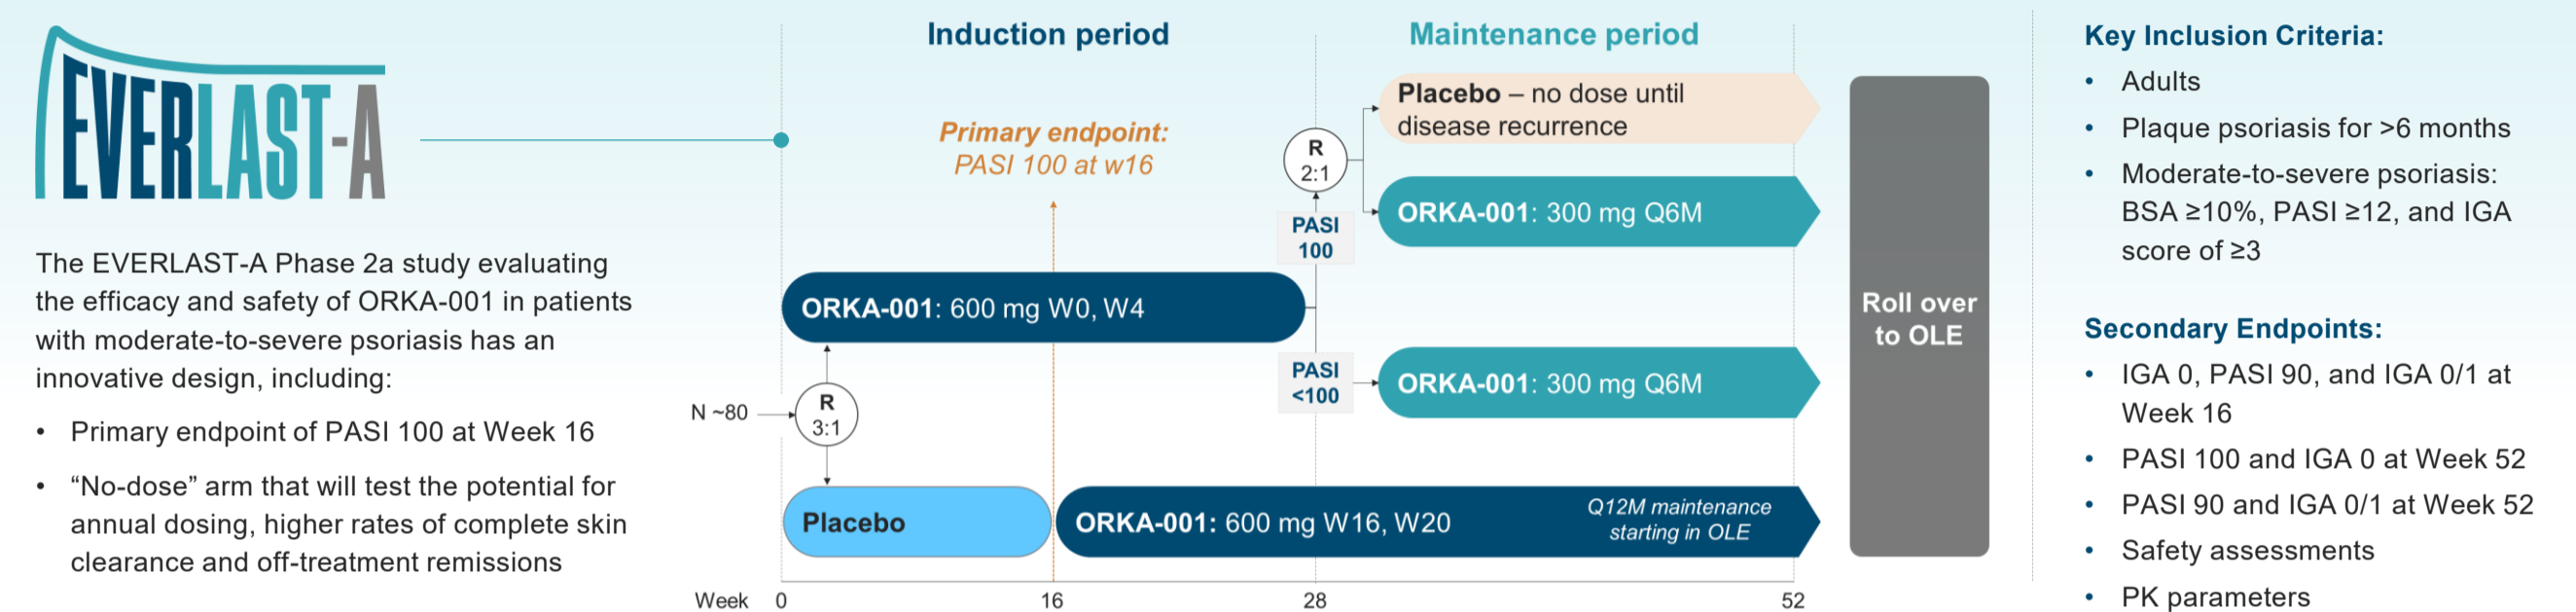 EVERLAST-A
The EVERLAST-A Phase 2a study evaluating
the efficacy and safety of ORKA-001 in patients
with moderate-to-severe psoriasis has an
innovative design, including:
• Primary endpoint of PASI 100 at Week 16
• “No-dose” arm that will test the potential for
annual dosing, higher rates of complete skin
clearance and off-treatment remissions
Induction period
Maintenance period
Primary endpoint:
PASI 100 at w16
N ~80
R
3:1
ORKA-001: 600 mg W0, W4
Placebo
ORKA-001: 600 mg W16, W20
Q12M maintenance
starting in OLE
R
2:1
PASI
100
PASI
<100
Placebo – no dose until
disease recurrence
ORKA-001: 300 mg Q6M
ORKA-001: 300 mg Q6M
Roll over
to OLE
Week 0 16 28 52
Key Inclusion Criteria:
• Adults
• Plaque psoriasis for >6 months
• Moderate-to-severe psoriasis:
BSA ≥10%, PASI ≥12, and IGA
score of ≥3
Secondary Endpoints:
• IGA 0, PASI 90, and IGA 0/1 at
Week 16
• PASI 100 and IGA 0 at Week 52
• PASI 90 and IGA 0/1 at Week 52
• Safety assessments
• PK parameters